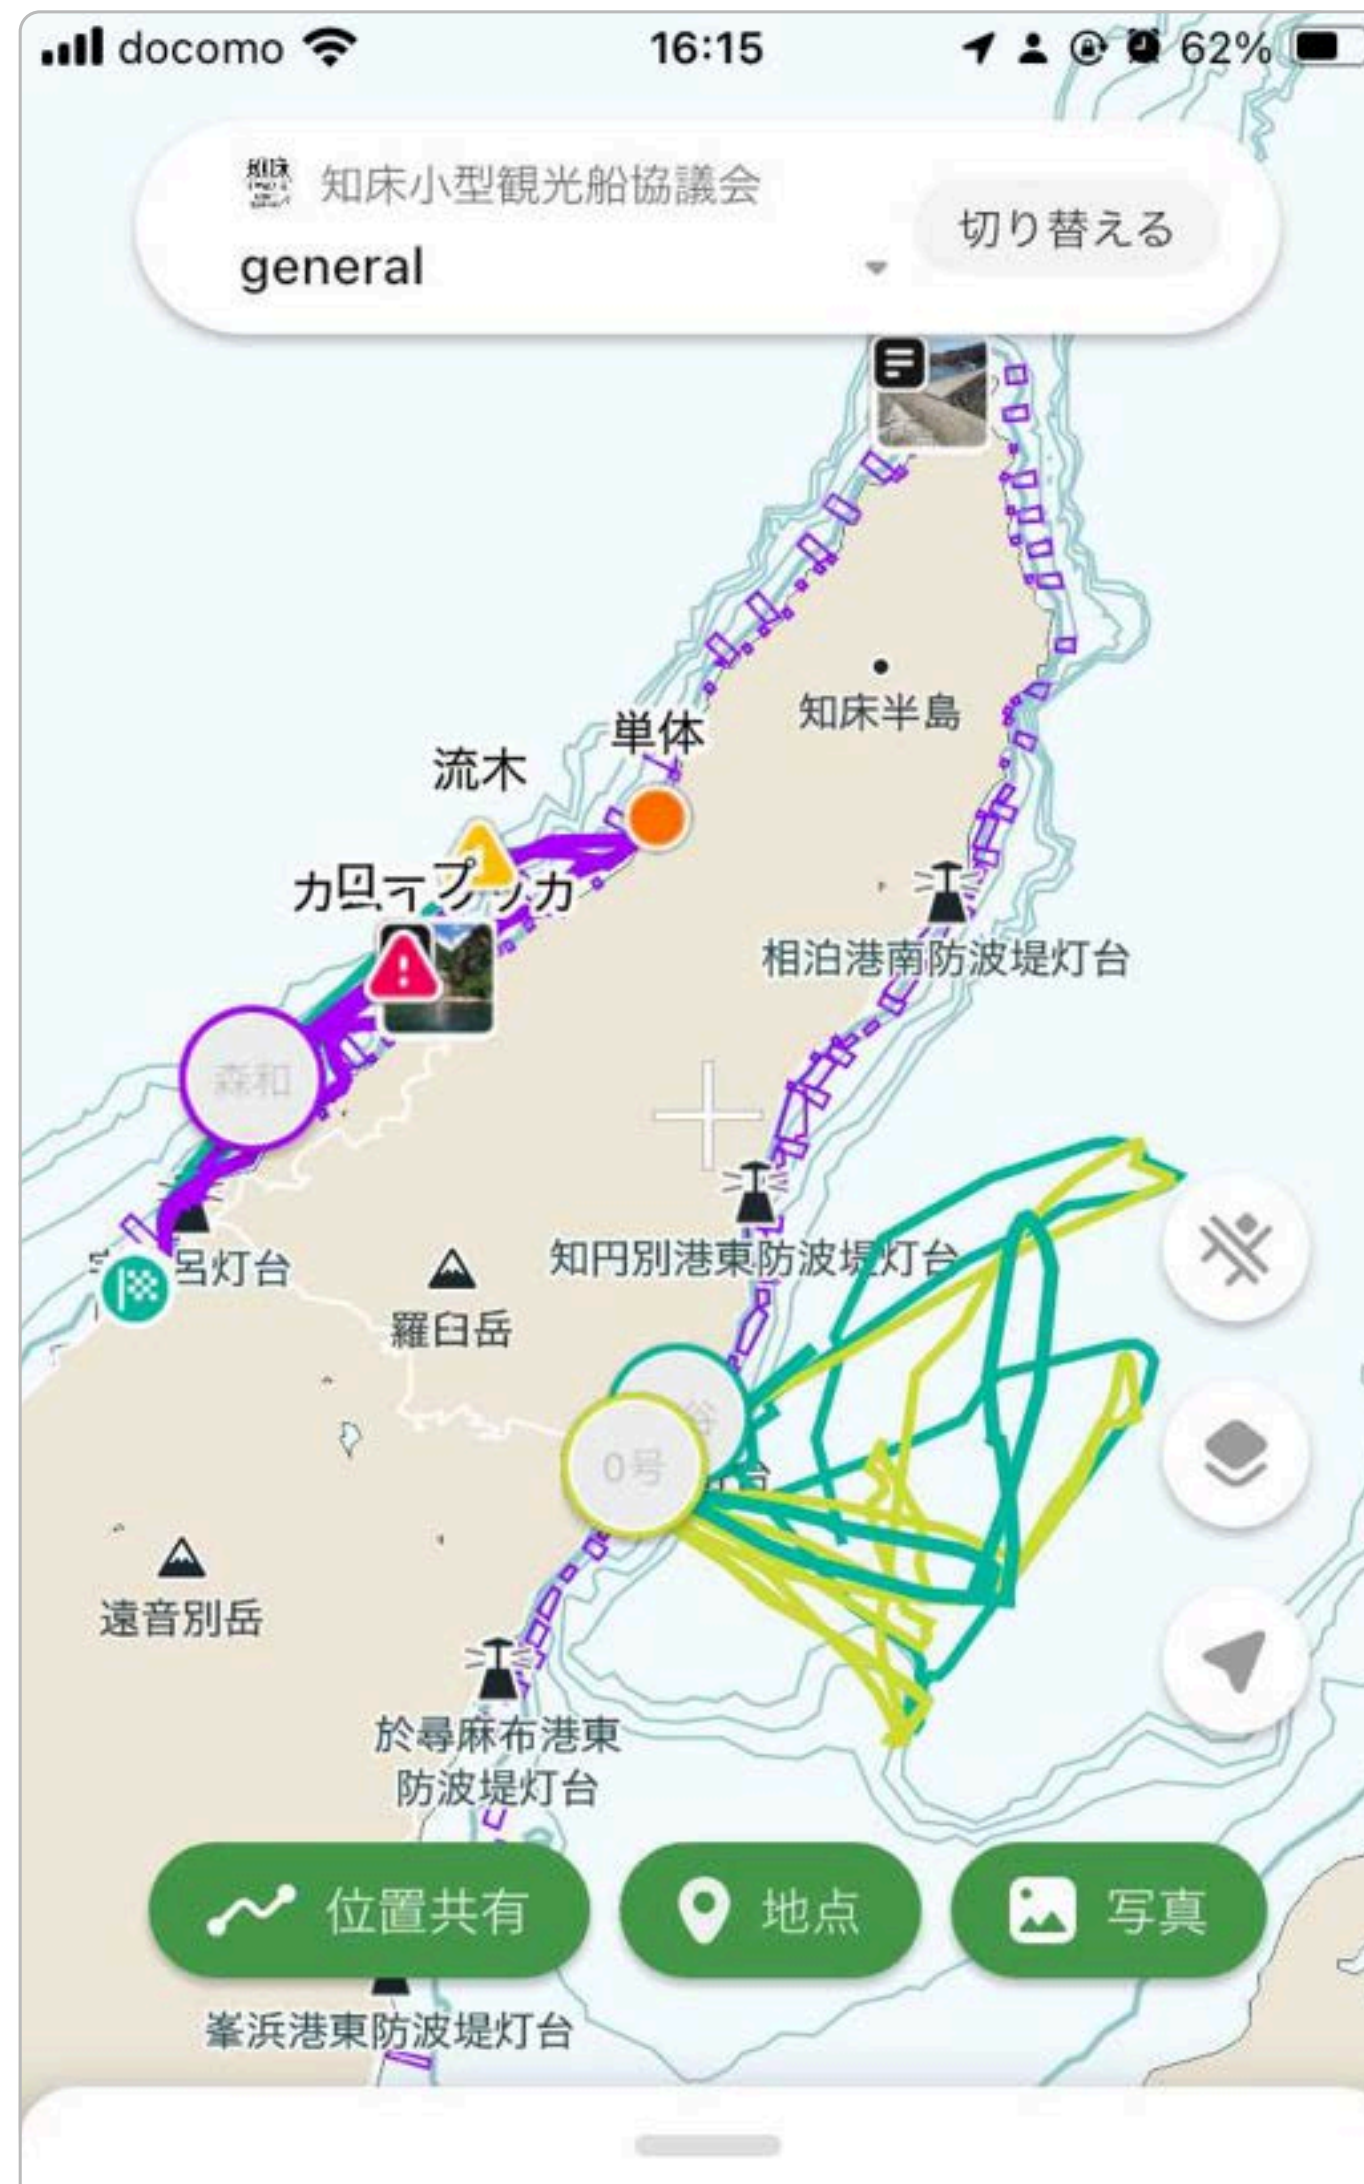 docomo
16:15
62%
知床小型観光船協議会
general
切り替える
知床半島
単体
流木
相泊港南防波堤灯台
森和
呂灯台
知円別港東防波堤灯台
羅臼岳
谷
0号
遠音別岳
於尋麻布港東
防波堤灯台
位置共有
地点
写真
峯浜港東防波堤灯台